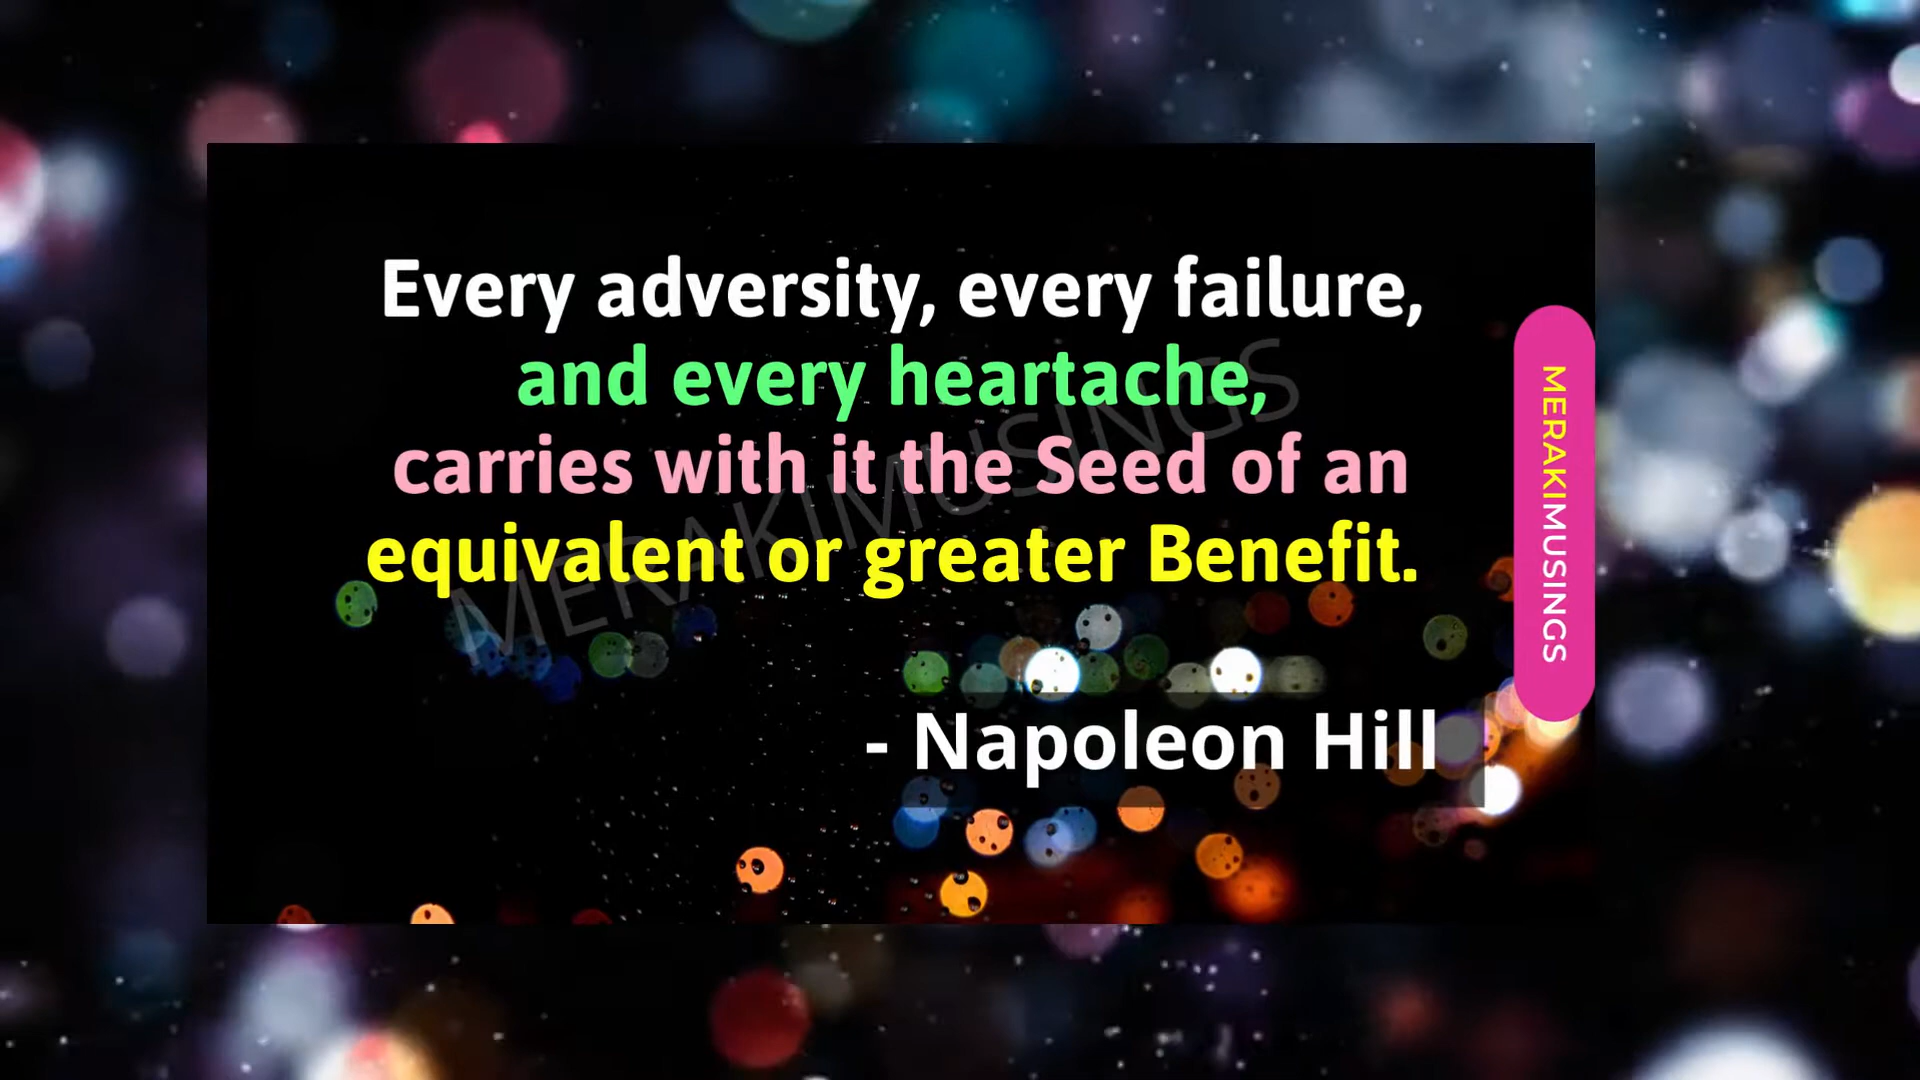 Every adversity, every failure,
and every heartache,
carries with it the Seed of an
equivalent or greater Benefit.
- Napoleon Hill
MERAKIMUSINGS
MERAKIMUSINGS